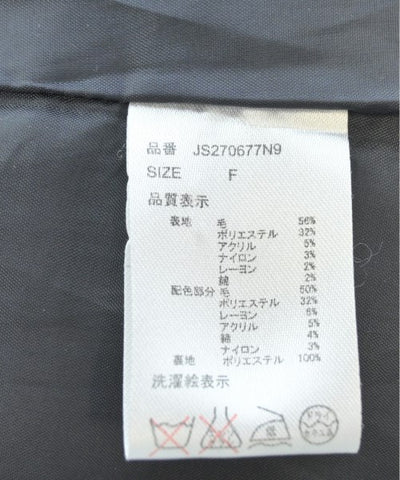 品番 JS270677N9
SIZE F
品質表示
表地 毛 56%
ポリエステル 32%
アクリル 5%
ナイロン 3%
レーヨン 2%
綿 2%
配色部分 毛 50%
ポリエステル 32%
レーヨン 6%
アクリル 5%
綿 4%
ナイロン 3%
裏地 ポリエステル 100%
洗濯絵表示
ドライ